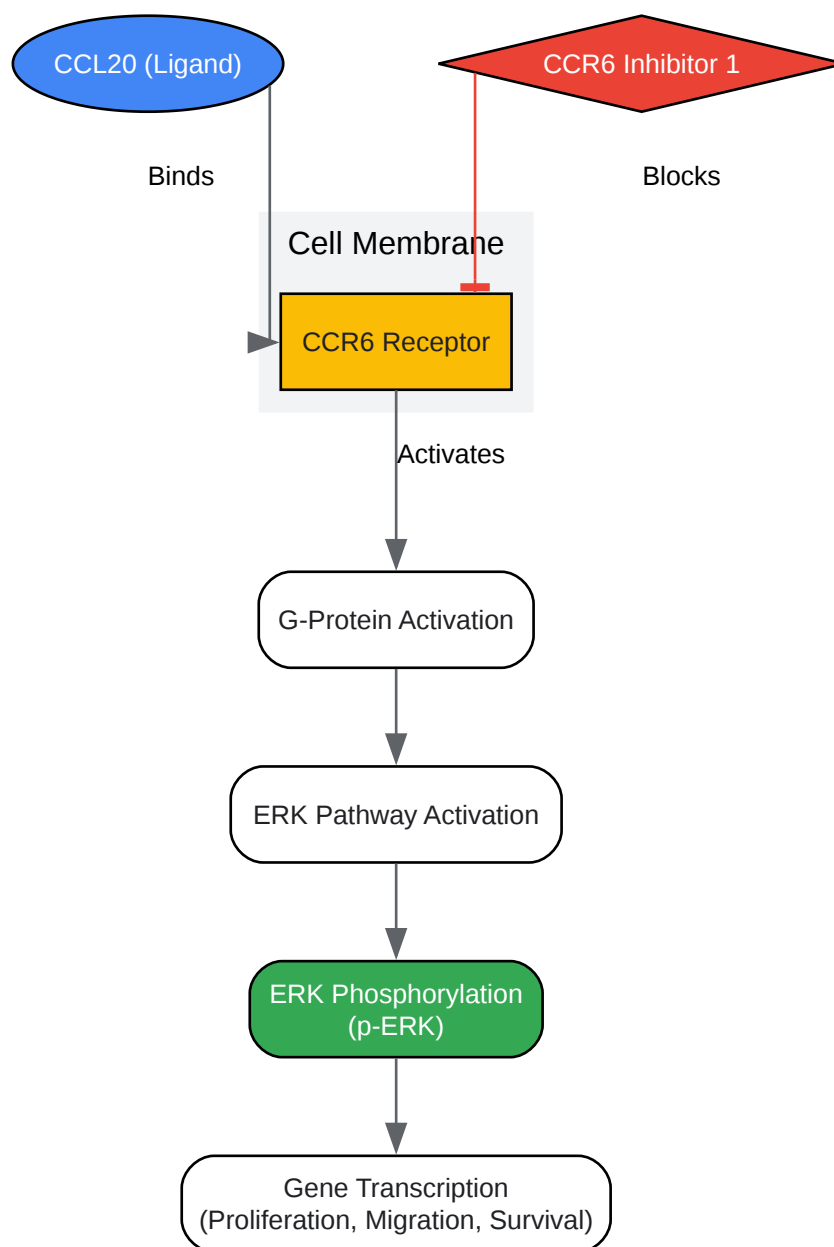 CCL20 (Ligand)
CCR6 Inhibitor 1
Binds
Blocks
Cell Membrane
CCR6 Receptor
Activates
G-Protein Activation
ERK Pathway Activation
ERK Phosphorylation
(p-ERK)
Gene Transcription
(Proliferation, Migration, Survival)